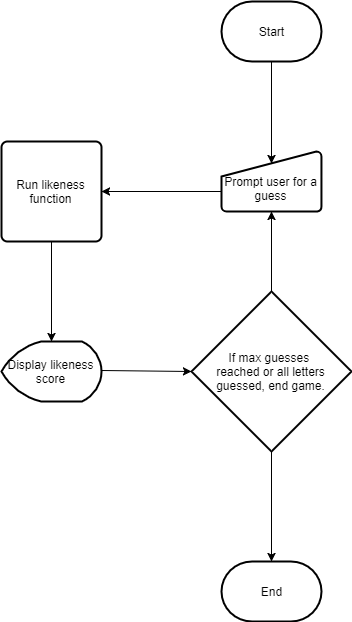 Start
Prompt user for a
guess
Run likeness
function
Display likeness
score
If max guesses
reached or all letters
guessed, end game.
End